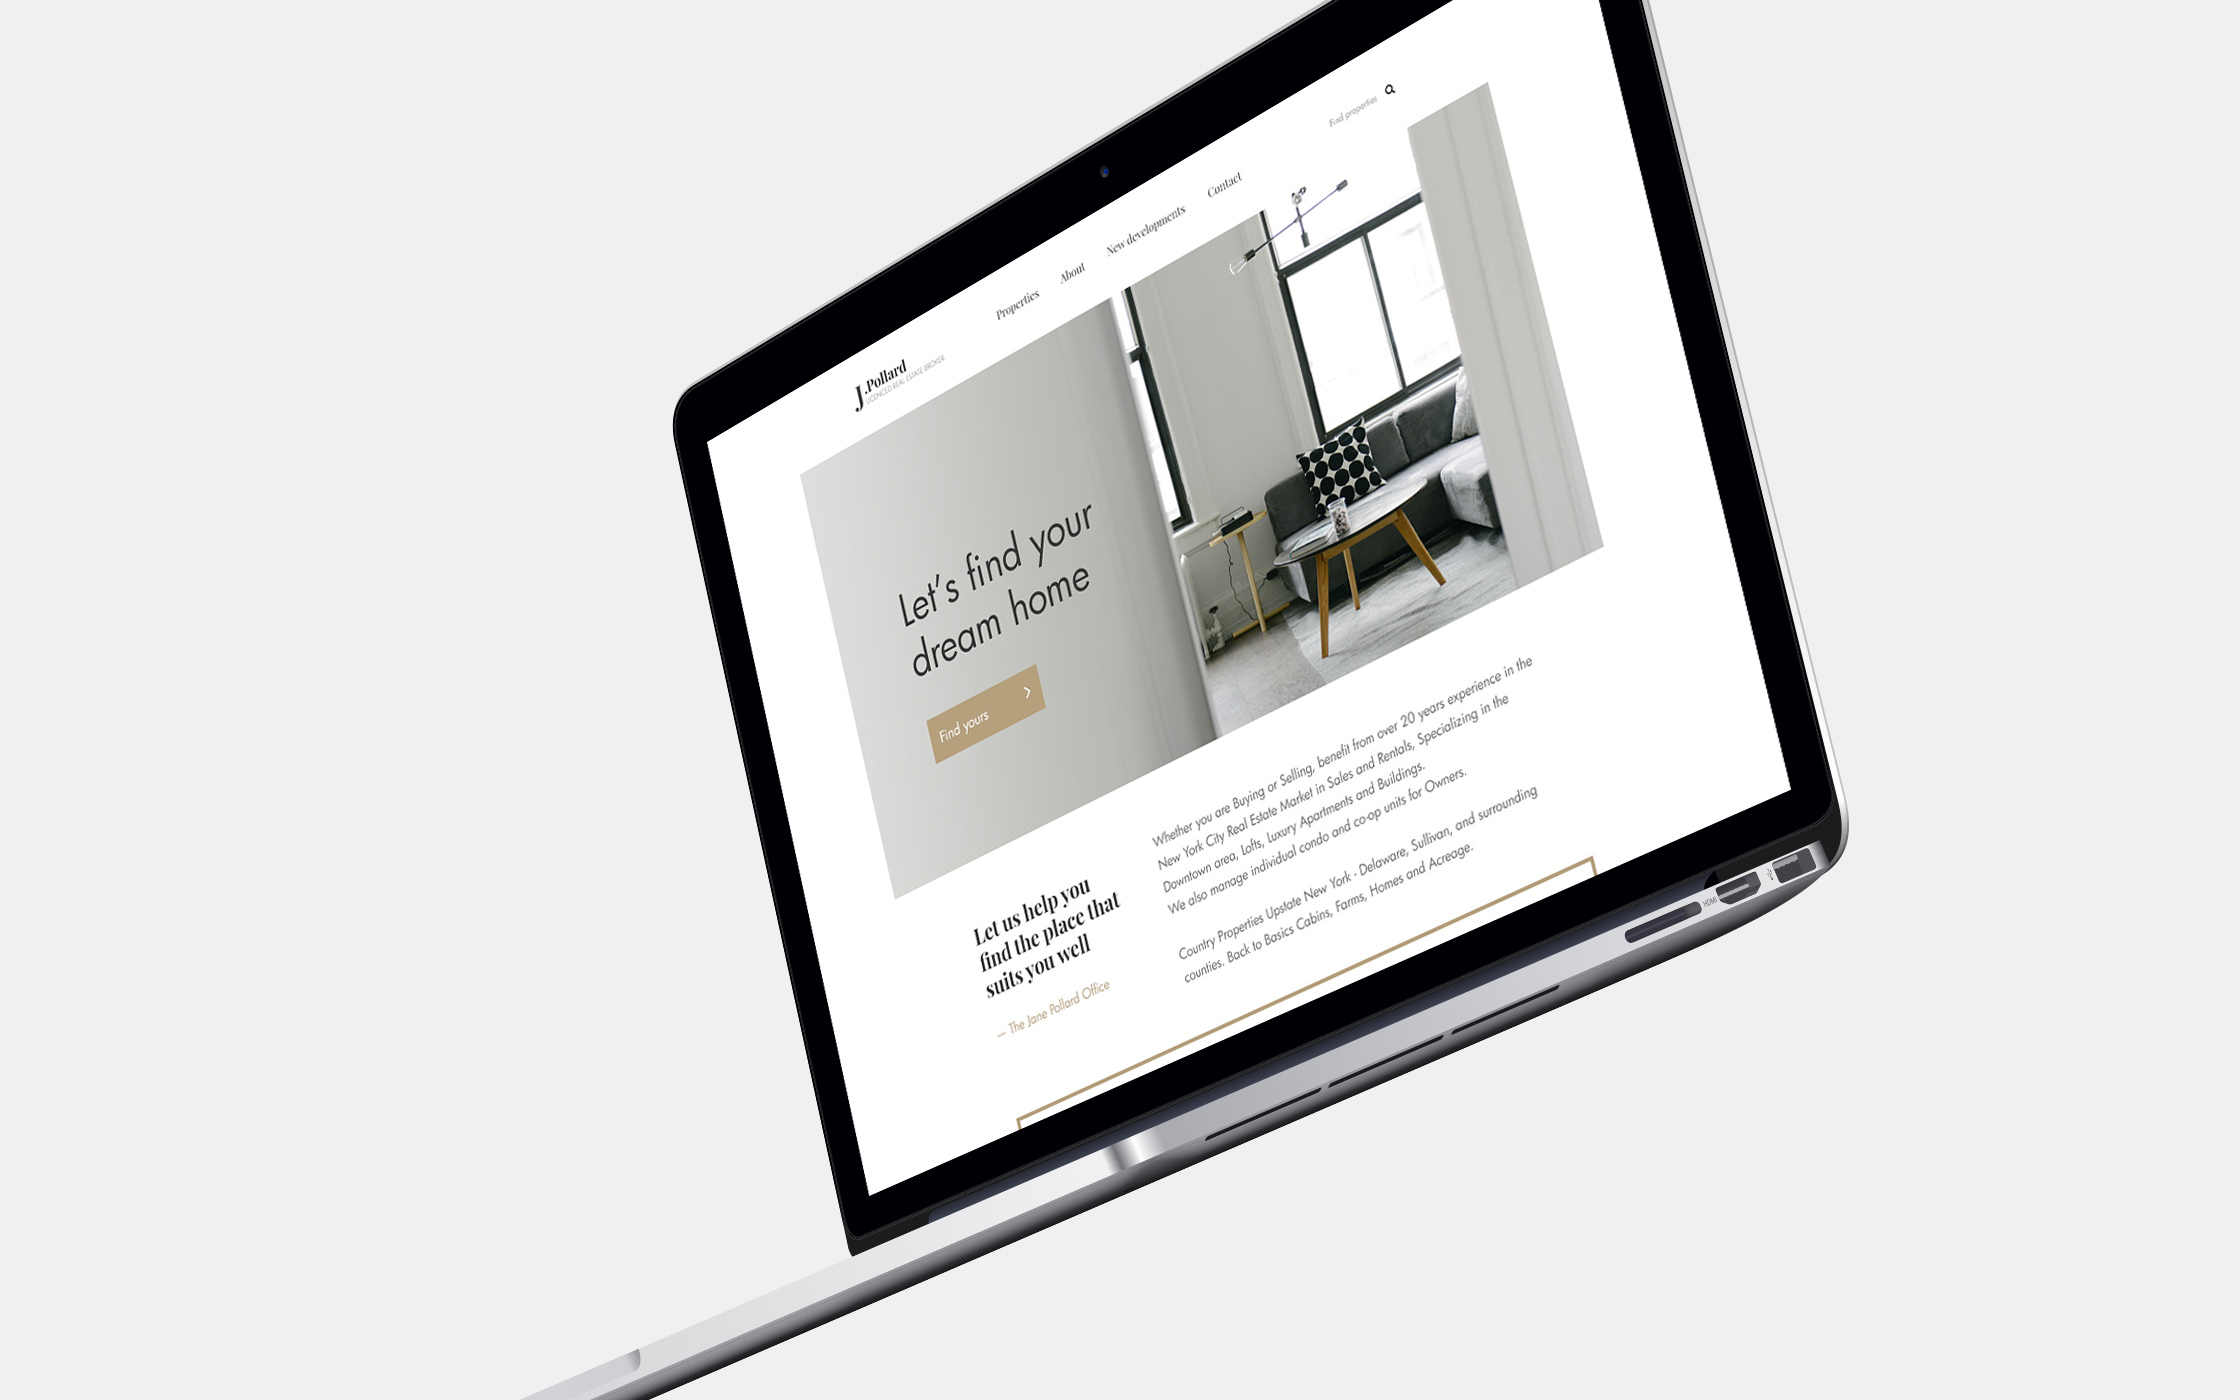 J.Pollard
LICENCED REAL ESTATE BROKER
Properties
About
New developments
Contact
Find properties
Let's find your
dream home
Find yours
Let us help you
find the place that
suits you well
— The Jane Pollard Office
Whether you are Buying or Selling, benefit from over 20 years experience in the
New York City Real Estate Market in Sales and Rentals, Specializing in the
Downtown area, Lofts, Luxury Apartments and Buildings.
We also manage individual condo and co-op units for Owners.
Country Properties Upstate New York - Delaware, Sullivan, and surrounding
counties. Back to Basics Cabins, Farms, Homes and Acreage.
HDMI